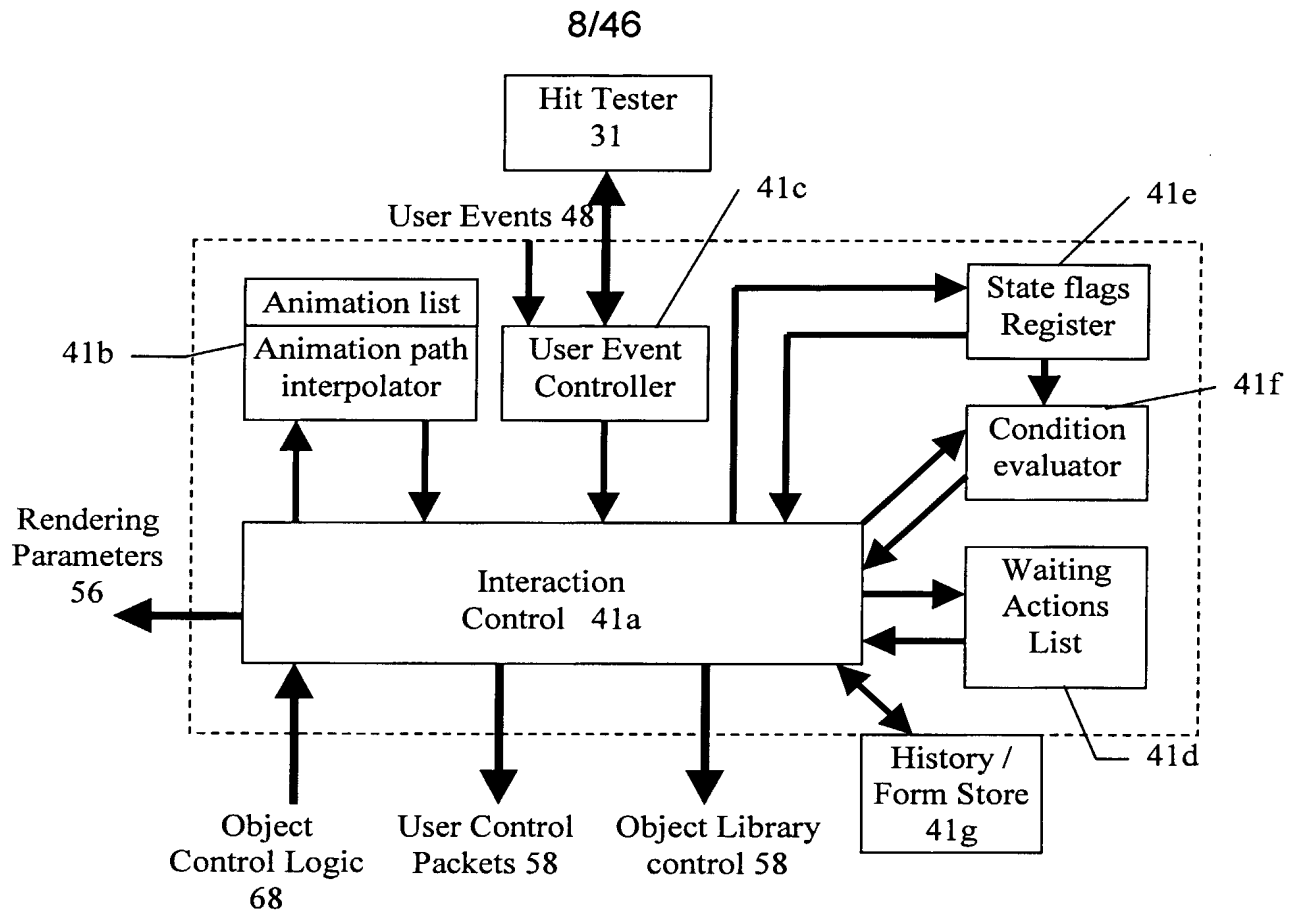 8/46
Hit Tester
31
41c
User Events 48
41e
Animation list
State flags
Register
41b
Animation path
interpolator
User Event
Controller
41f
Condition
evaluator
Rendering
Parameters
56
Interaction
Control 41a
Waiting
Actions
List
41d
History /
Form Store
41g
Object
Control Logic
68
User Control
Packets 58
Object Library
control 58